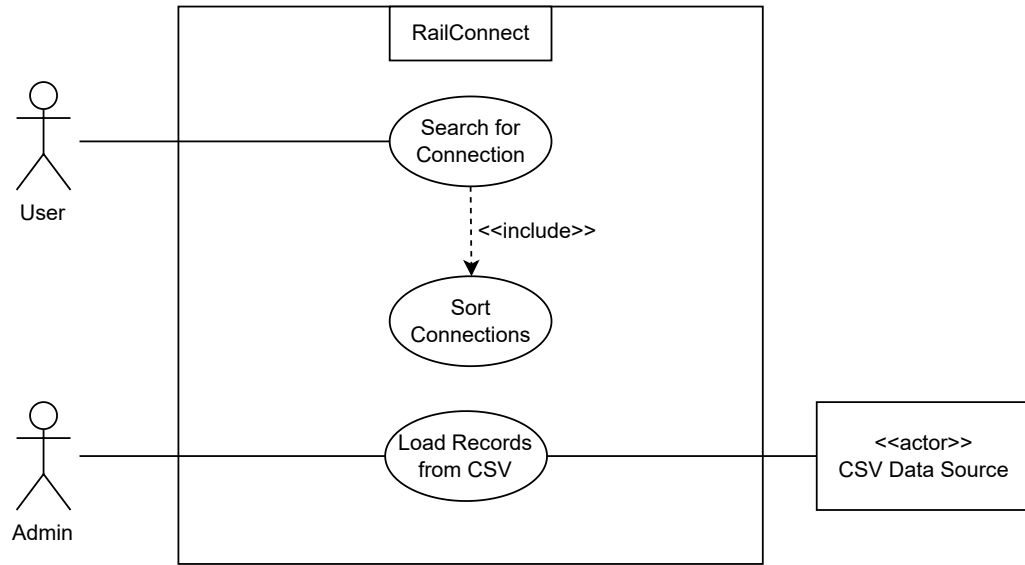 RailConnect
Search for
Connection
User
<<include>>
Sort
Connections
Load Records
from CSV
<<actor>>
CSV Data Source
Admin